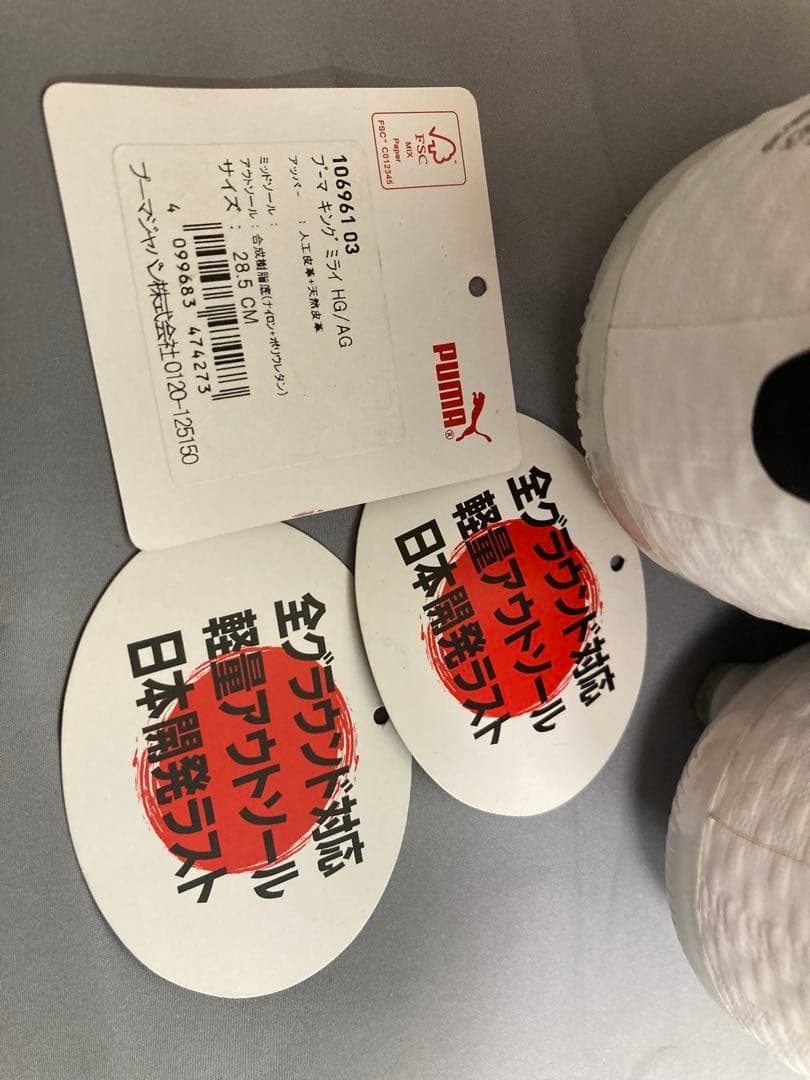 FSC
MIX
Paper
FSC™ C012345
106961 03
プーマ キング ミライ HG/AG
アッパー : 人工皮革+天然皮革
ミッドソール :
アウトソール : 合成樹脂底(ナイロン+ポリウレタン)
サイズ : 28.5 CM
4 099683 474273
プーマジャパン株式会社0120-125150
PUMA®
全グラウンド対応
軽量アウトソール
日本開発ラスト
全グラウンド対応
軽量アウトソール
日本開発ラスト